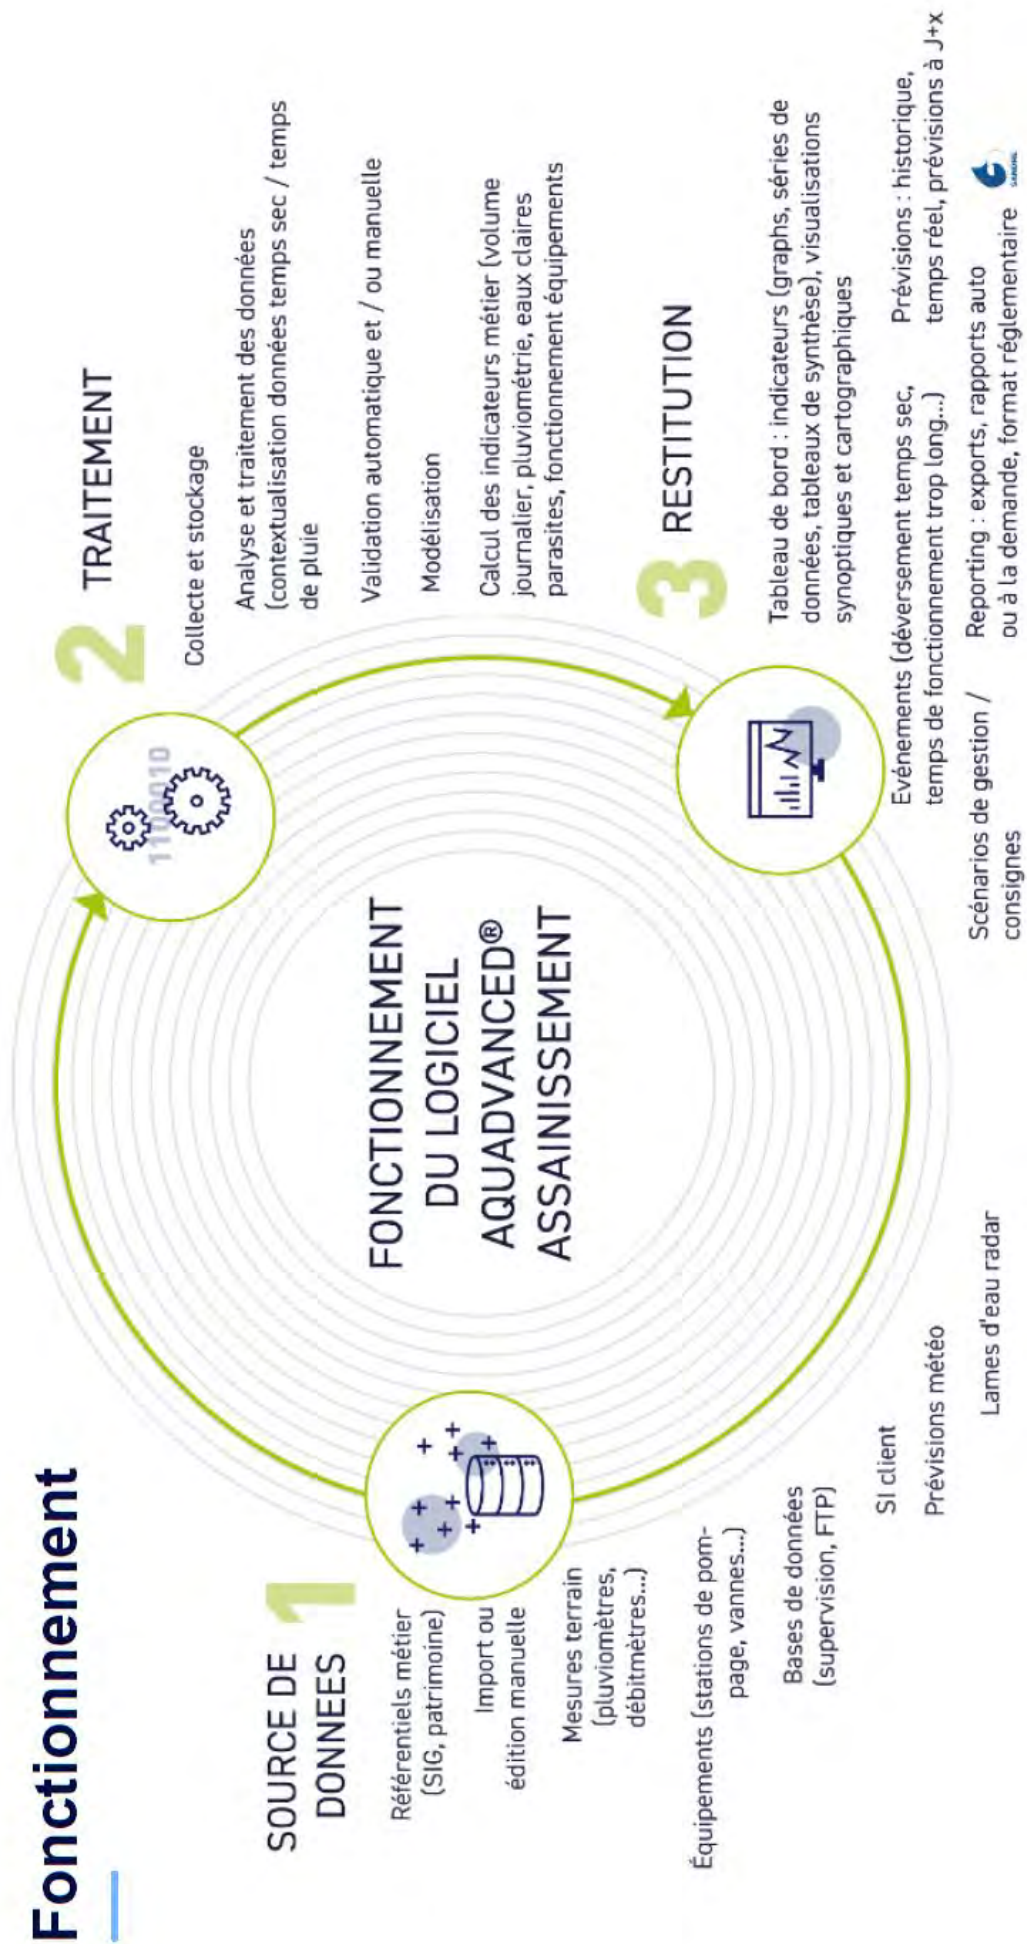 Fonctionnement
SOURCE DE
DONNEES
1
Référentiels métier
(SIG, patrimoine)
Import ou
édition manuelle
Mesures terrain
(pluviomètres,
débitmètres...)
Équipements (stations de pom-
page, vannes...)
Bases de données
(supervision, FTP)
SI client
Prévisions météo
Lames d'eau radar
FONCTIONNEMENT
DU LOGICIEL
AQUADVANCED®
ASSAINISSEMENT
1100010
2
TRAITEMENT
Collecte et stockage
Analyse et traitement des données
(contextualisation données temps sec / temps
de pluie
Validation automatique et / ou manuelle
Modélisation
Calcul des indicateurs métier (volume
journalier, pluviométrie, eaux claires
parasites, fonctionnement équipements
3
RESTITUTION
Tableau de bord : indicateurs (graphs, séries de
données, tableaux de synthèse), visualisations
synoptiques et cartographiques
Evénements (déversement temps sec,
temps de fonctionnement trop long...)
Prévisions : historique,
temps réel, prévisions à J+x
Scénarios de gestion /
consignes
Reporting : exports, rapports auto
ou à la demande, format réglementaire
SANDRE